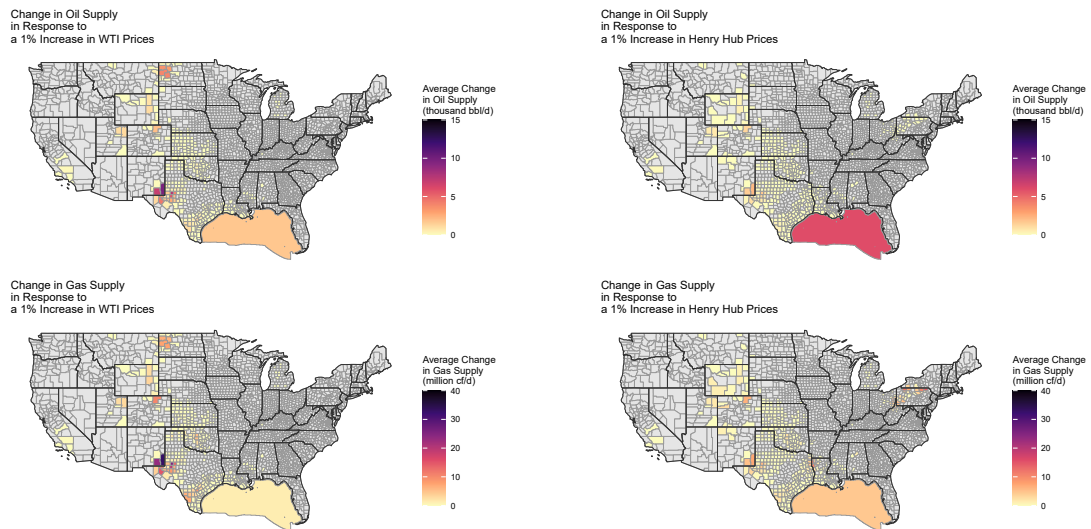 Change in Oil Supply
in Response to
a 1% Increase in WTI Prices
Average Change
in Oil Supply
(thousand bbl/d)
15
10
5
0
Change in Oil Supply
in Response to
a 1% Increase in Henry Hub Prices
Average Change
in Oil Supply
(thousand bbl/d)
15
10
5
0
Change in Gas Supply
in Response to
a 1% Increase in WTI Prices
Average Change
in Gas Supply
(million cf/d)
40
30
20
10
0
Change in Gas Supply
in Response to
a 1% Increase in Henry Hub Prices
Average Change
in Gas Supply
(million cf/d)
40
30
20
10
0